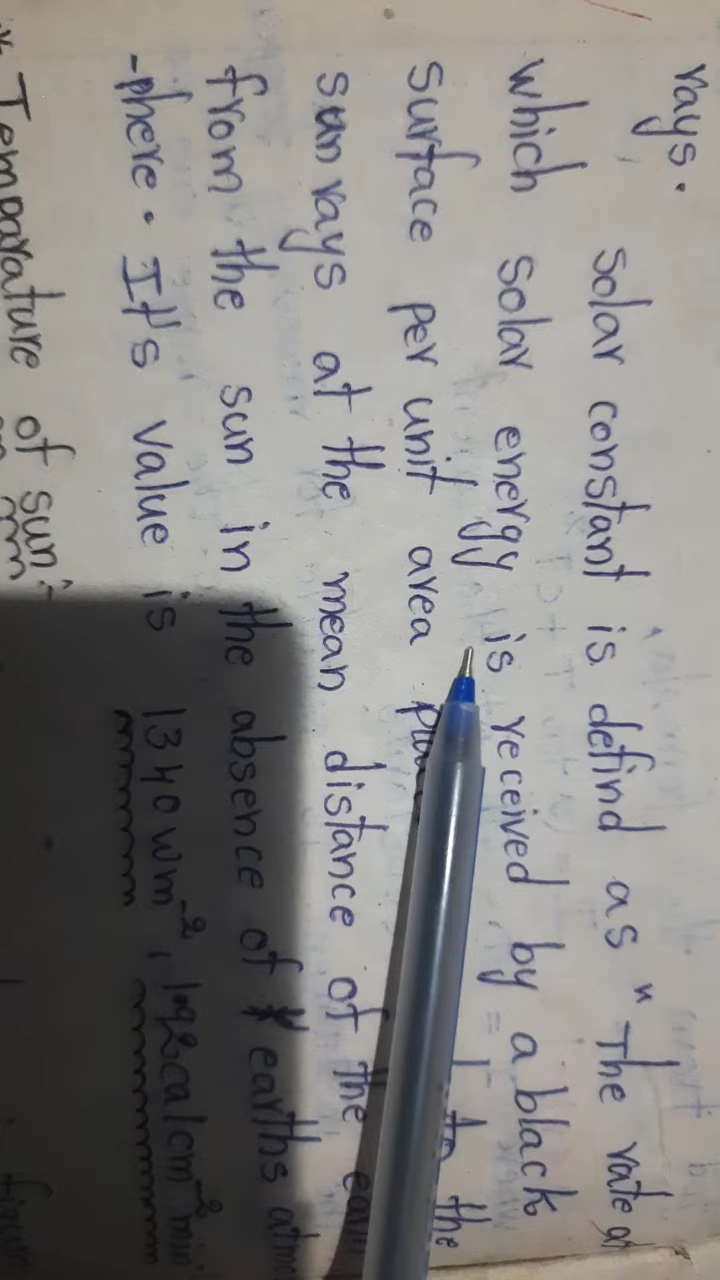 rays.
Solar constant is defind as " The rate at
which solar energy is received by a black
surface per unit area to the
sun rays at the mean distance of the
from the sun in the absence of earths
-phere. It's value is 1340 wm⁻², 1.92 cal cm⁻² min
* Temparature of sun:-